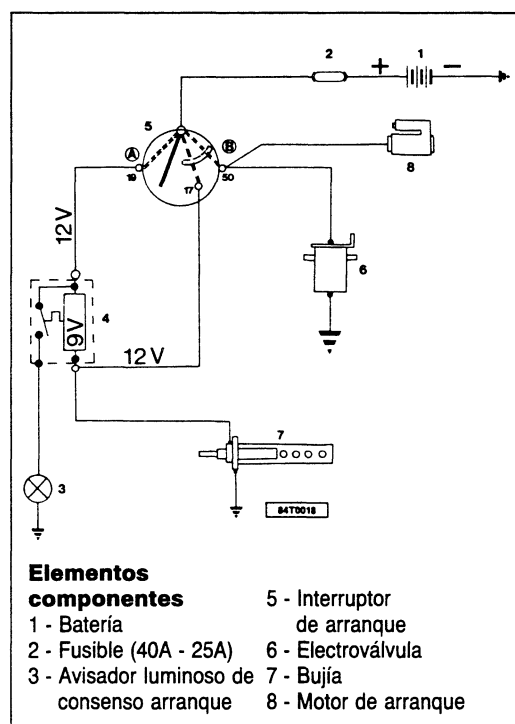 2
1
+
−
5
A
B
8
19
17
50
12 V
4
9V
6
12 V
7
3
84T0018
Elementos
componentes
1 - Batería
2 - Fusible (40A - 25A)
3 - Avisador luminoso de
consenso arranque
5 - Interruptor
de arranque
6 - Electroválvula
7 - Bujía
8 - Motor de arranque